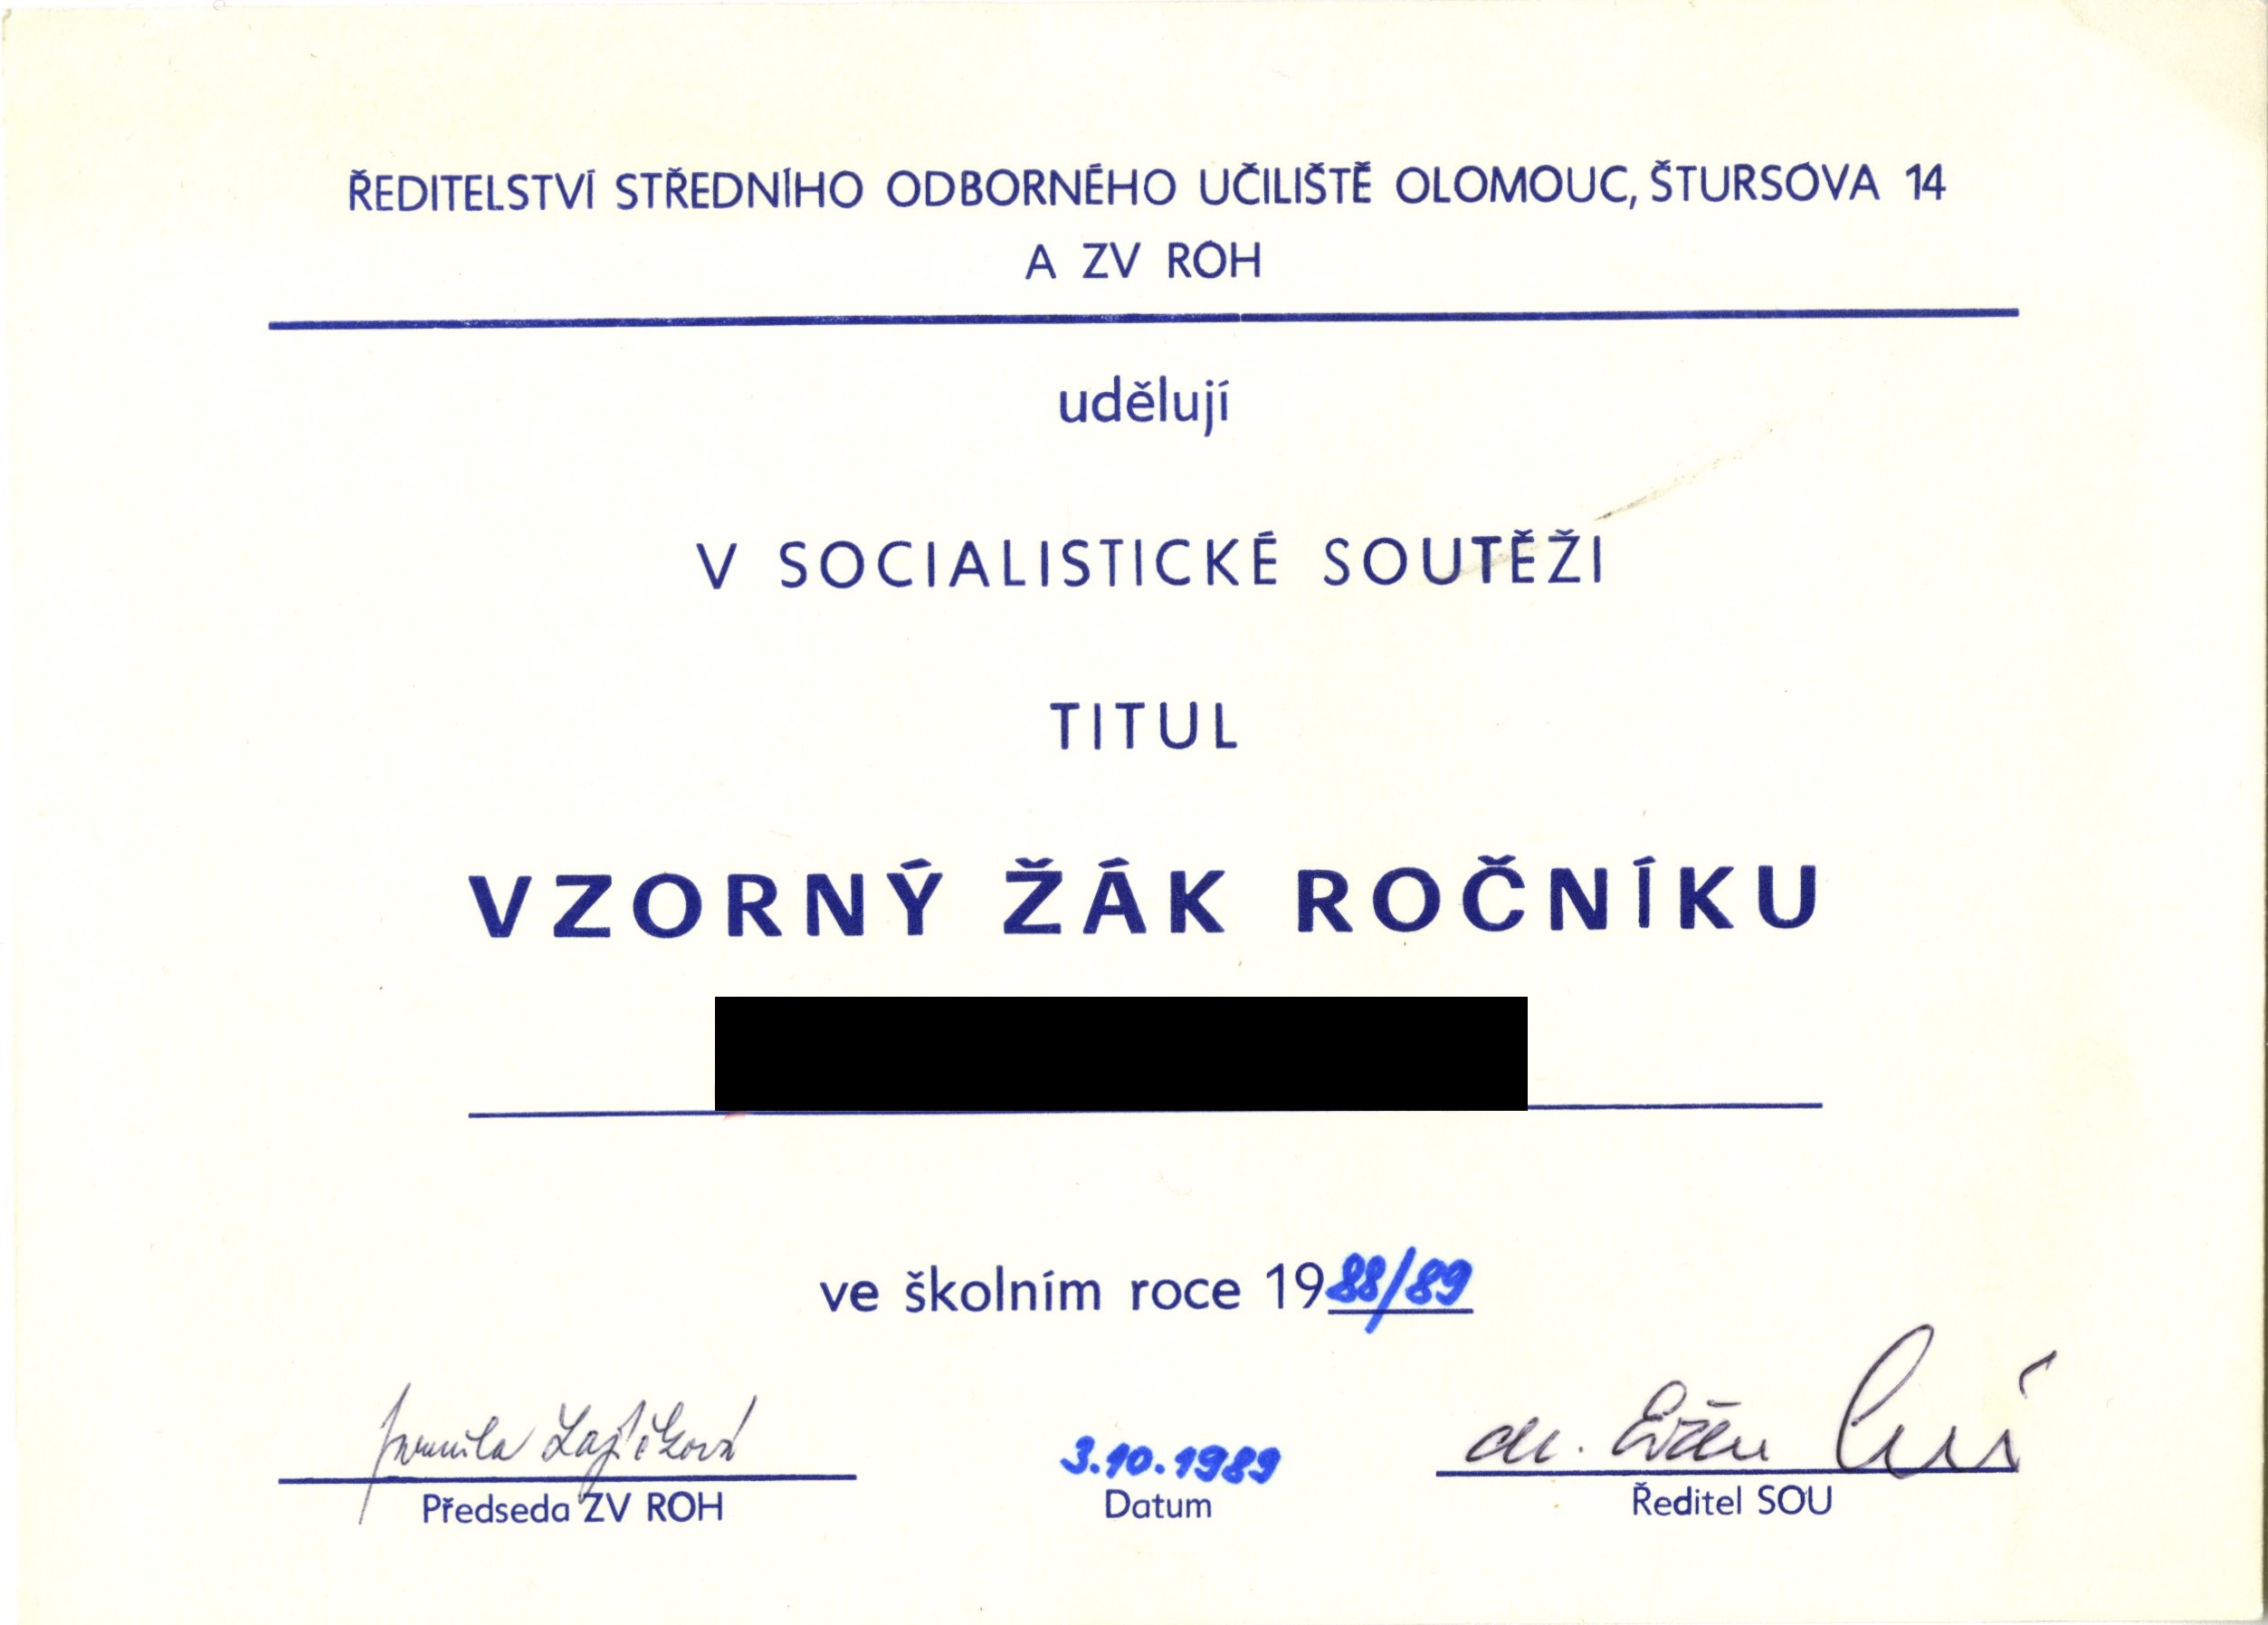 ŘEDITELSTVÍ STŘEDNÍHO ODBORNÉHO UČILIŠTĚ OLOMOUC, ŠTURSOVA 14
A ZV ROH
udělují
V SOCIALISTICKÉ SOUTĚŽI
TITUL
VZORNÝ ŽÁK ROČNÍKU
ve školním roce 1988/89
3.10.1989
Předseda ZV ROH Datum Ředitel SOU